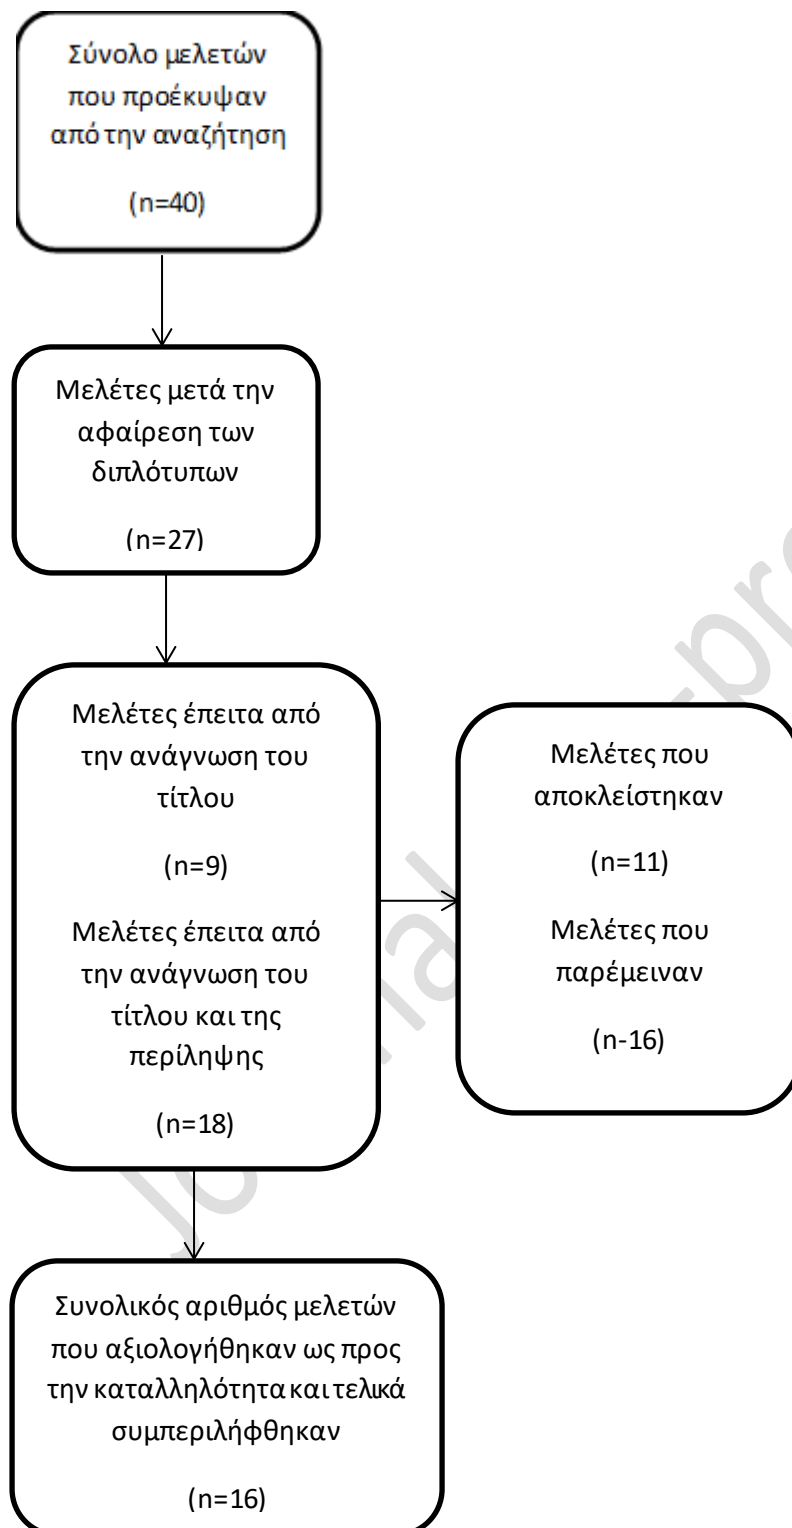 Σύνολο μελετών
που προέκυψαν
από την αναζήτηση
(n=40)
Μελέτες μετά την
αφαίρεση των
διπλότυπων
(n=27)
Μελέτες έπειτα από
την ανάγνωση του
τίτλου
(n=9)
Μελέτες έπειτα από
την ανάγνωση του
τίτλου και της
περίληψης
(n=18)
Μελέτες που
αποκλείστηκαν
(n=11)
Μελέτες που
παρέμειναν
(n-16)
Συνολικός αριθμός μελετών
που αξιολογήθηκαν ως προς
την καταλληλότητα και τελικά
συμπεριλήφθηκαν
(n=16)